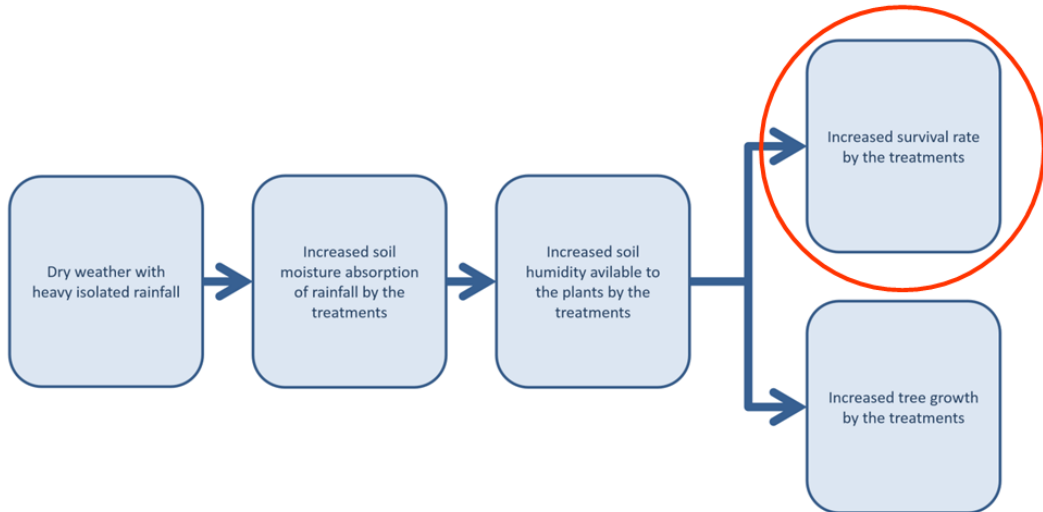 Dry weather with
heavy isolated rainfall
Increased soil
moisture absorption
of rainfall by the
treatments
Increased soil
humidity avilable to
the plants by the
treatments
Increased survival rate
by the treatments
Increased tree growth
by the treatments